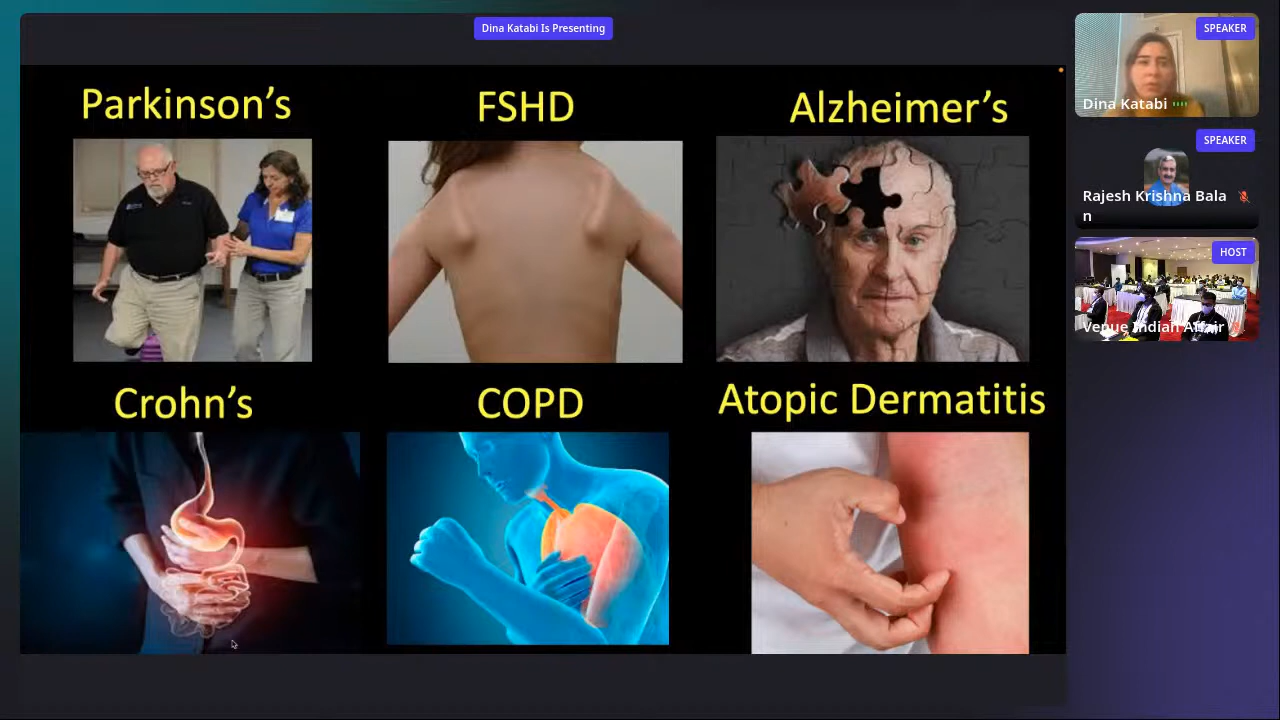 Dina Katabi Is Presenting
Parkinson's
FSHD
Alzheimer's
Crohn's
COPD
Atopic Dermatitis
SPEAKER
Dina Katabi
SPEAKER
Rajesh Krishna Bala
n
HOST
Venue Indian Affair